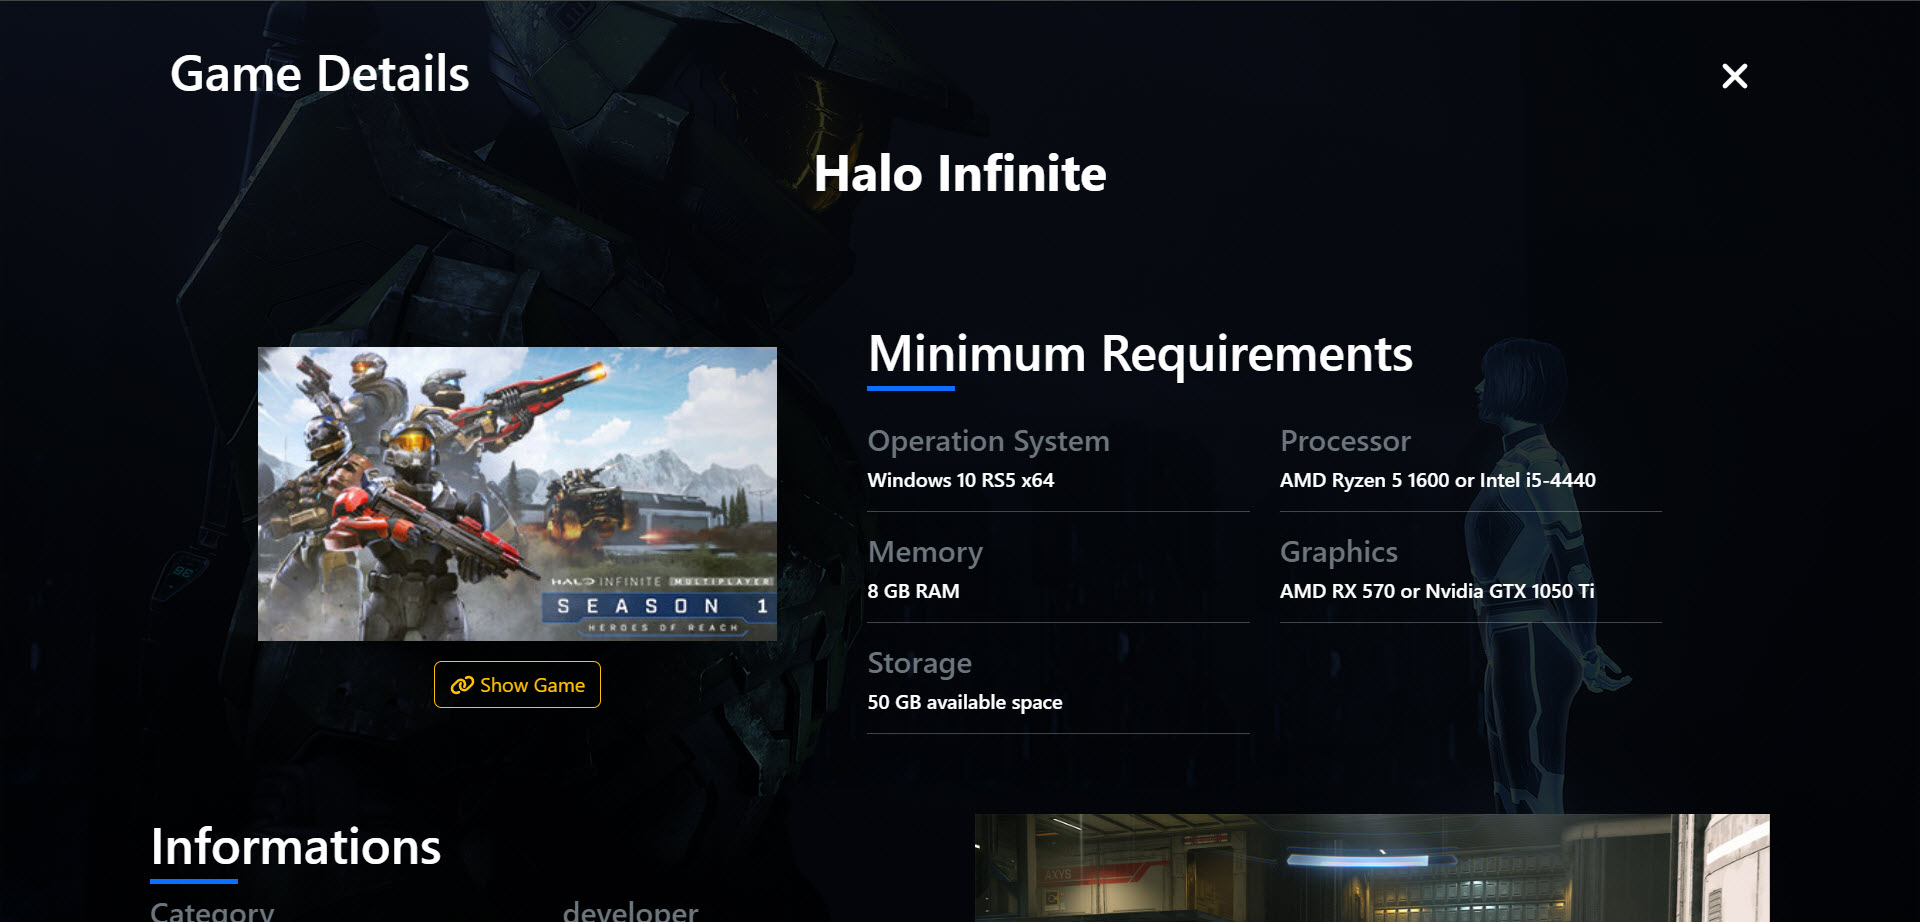 Game Details
Halo Infinite
HALO INFINITE MULTIPLAYER
SEASON 1
HEROES OF REACH
Show Game
Minimum Requirements
Operation System
Windows 10 RS5 x64
Processor
AMD Ryzen 5 1600 or Intel i5-4440
Memory
8 GB RAM
Graphics
AMD RX 570 or Nvidia GTX 1050 Ti
Storage
50 GB available space
Informations
Category
developer
AXYS